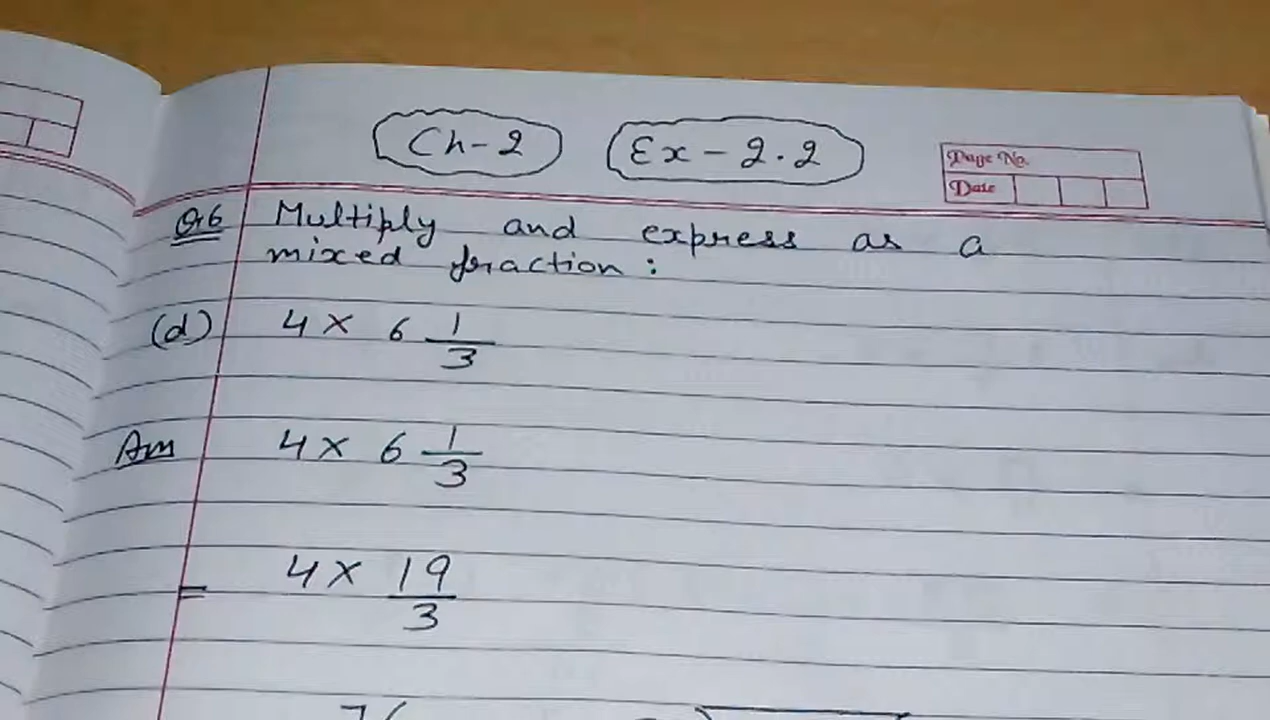 Ch-2 Ex-2.2
Page No.
Date
Q.6 Multiply and express as a
mixed fraction :
(d) 4 × 6 1/3
Ans 4 × 6 1/3
= 4 × 19/3